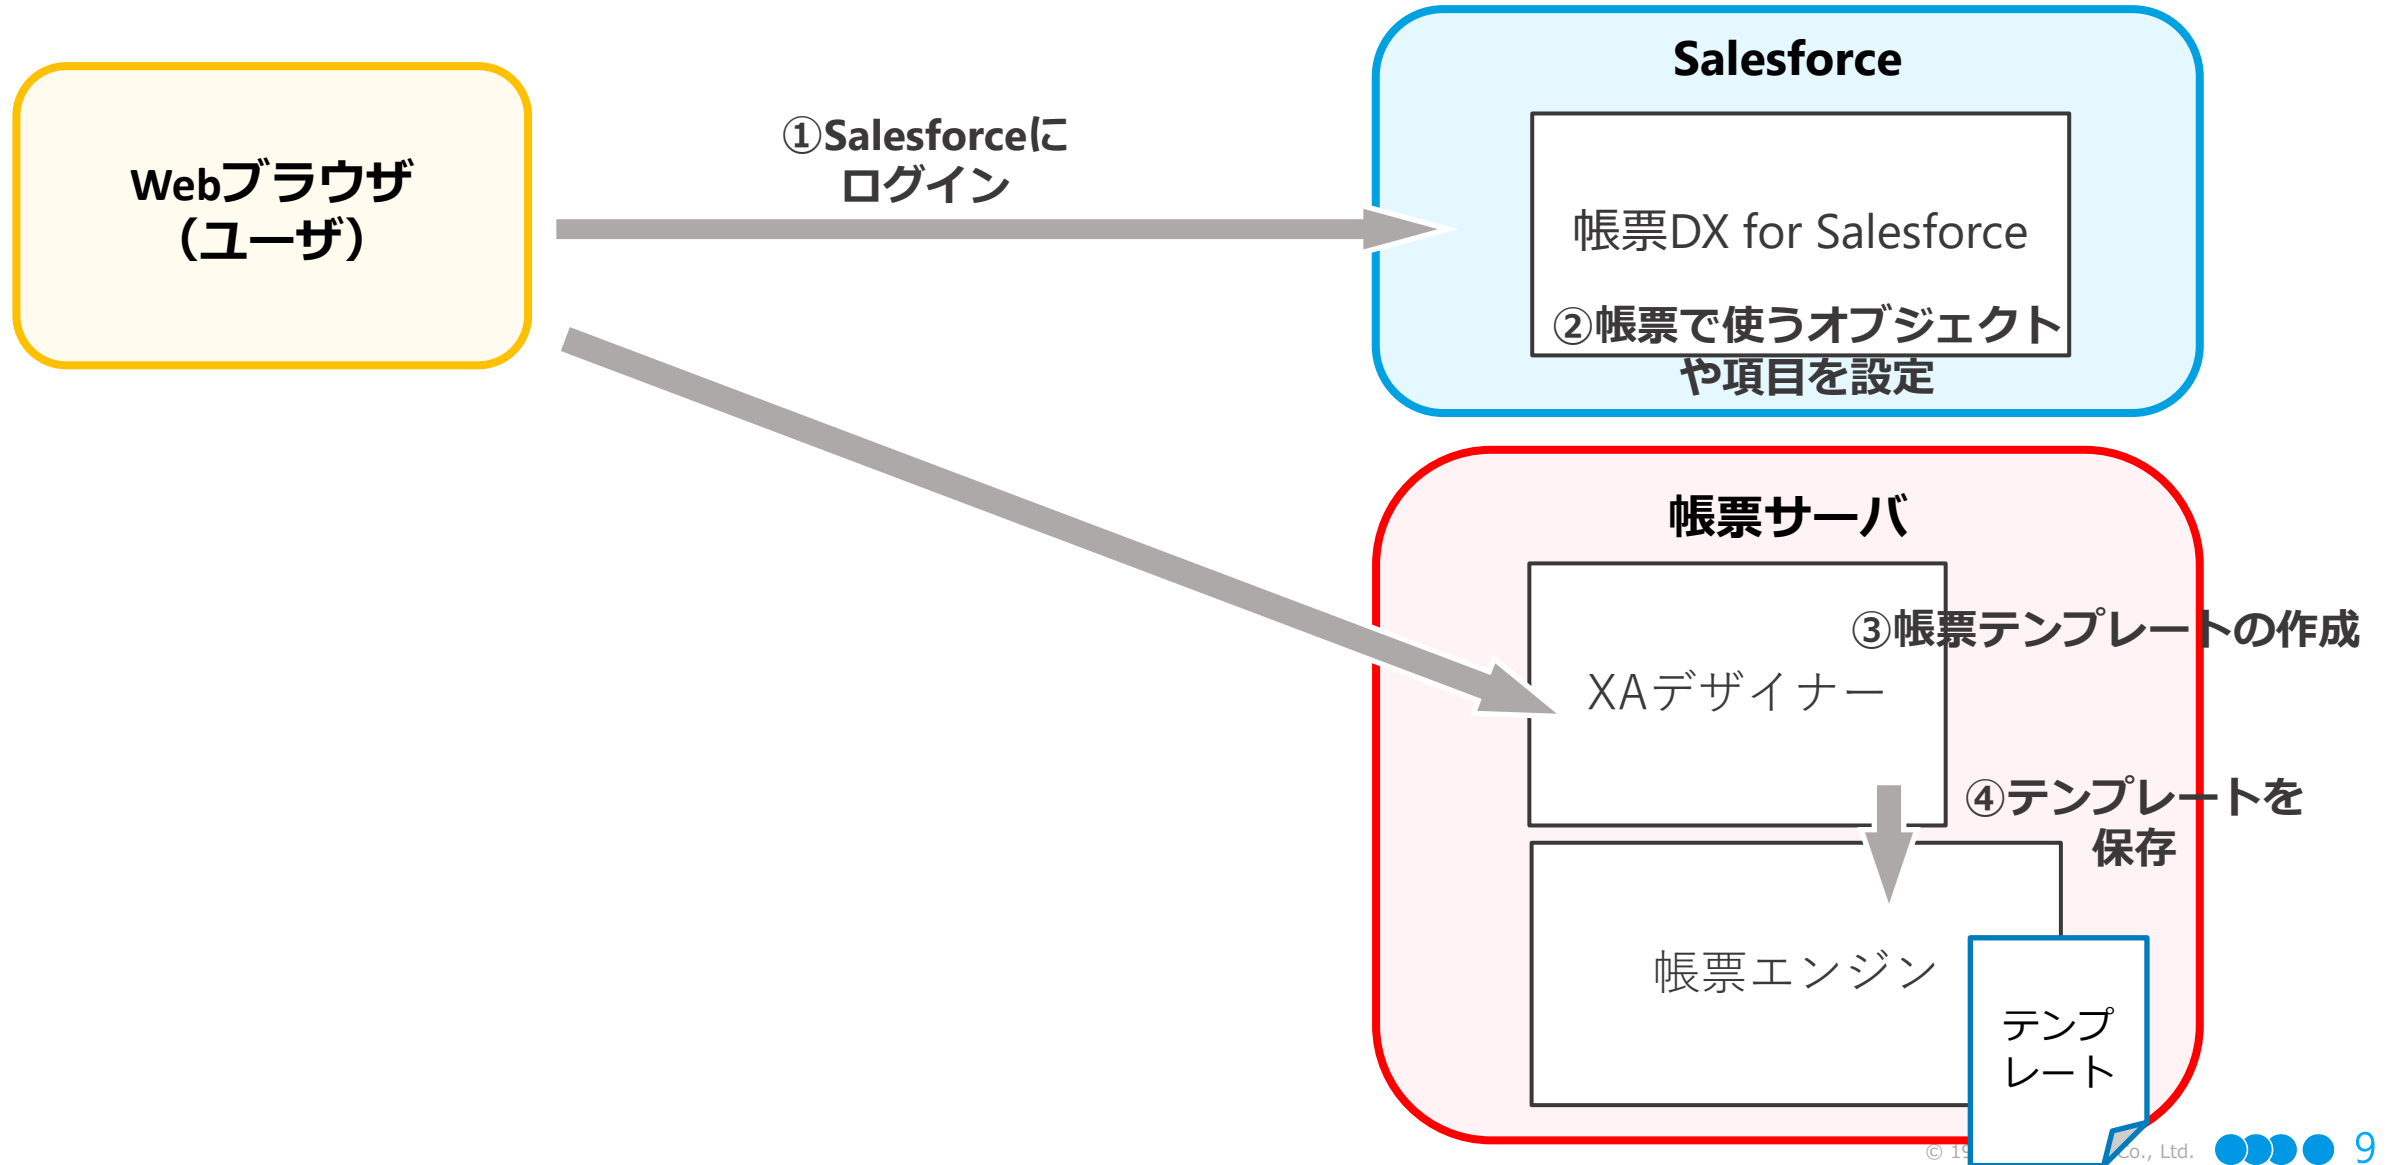 Salesforce
Webブラウザ
（ユーザ）
①Salesforceに
ログイン
帳票DX for Salesforce
②帳票で使うオブジェクト
や項目を設定
帳票サーバ
③帳票テンプレートの作成
XAデザイナー
④テンプレートを
保存
帳票エンジン
テンプ
レート
© 19
Co., Ltd.
9